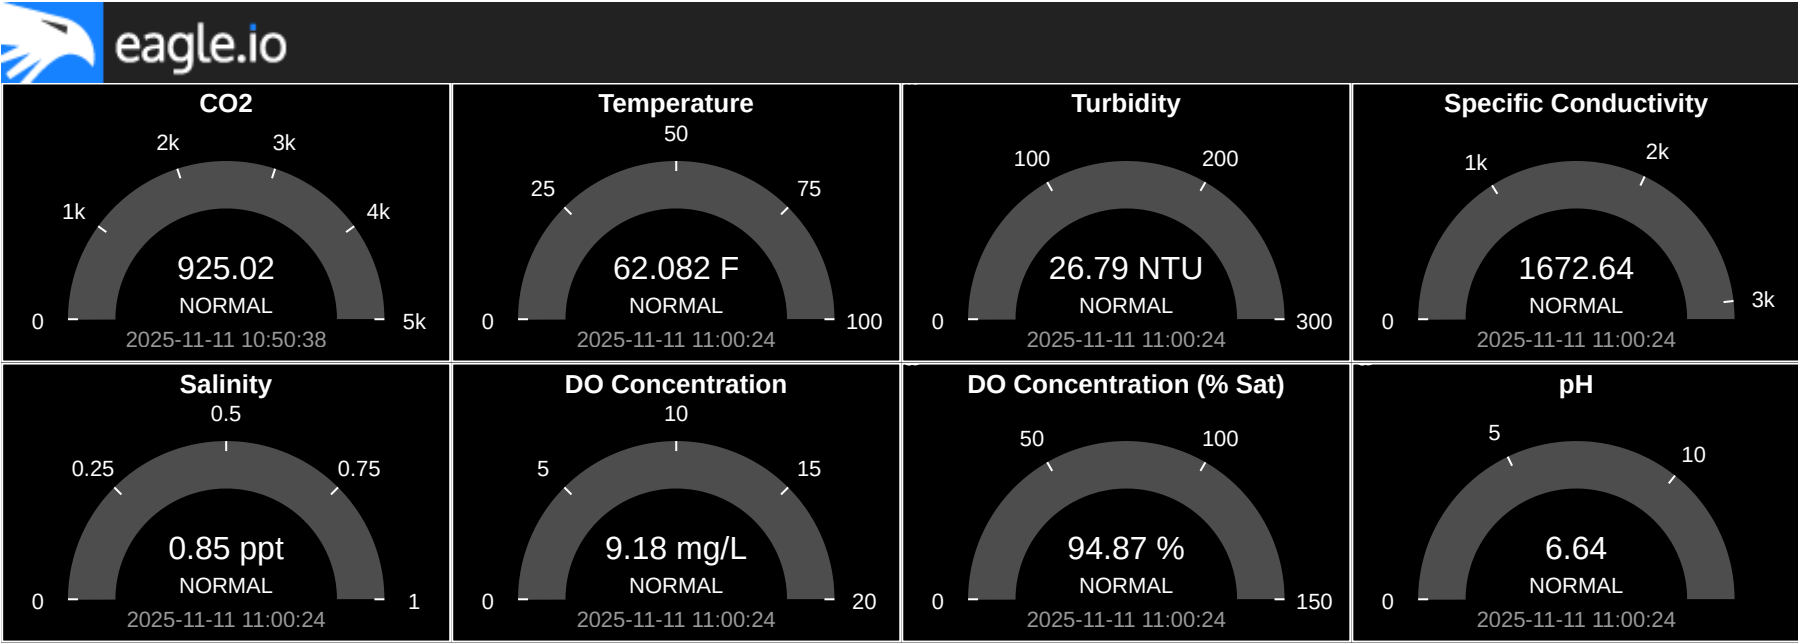 eagle.io
CO2
2k 3k
1k 4k
925.02
NORMAL
0 5k
2025-11-11 10:50:38
Temperature
50
25 75
62.082 F
NORMAL
0 100
2025-11-11 11:00:24
Turbidity
100 200
26.79 NTU
NORMAL
0 300
2025-11-11 11:00:24
Specific Conductivity
1k 2k
1672.64
NORMAL
3k
0
2025-11-11 11:00:24
Salinity
0.5
0.25 0.75
0.85 ppt
NORMAL
0 1
2025-11-11 11:00:24
DO Concentration
10
5 15
9.18 mg/L
NORMAL
0 20
2025-11-11 11:00:24
DO Concentration (% Sat)
50 100
94.87 %
NORMAL
0 150
2025-11-11 11:00:24
pH
5 10
6.64
NORMAL
0
2025-11-11 11:00:24